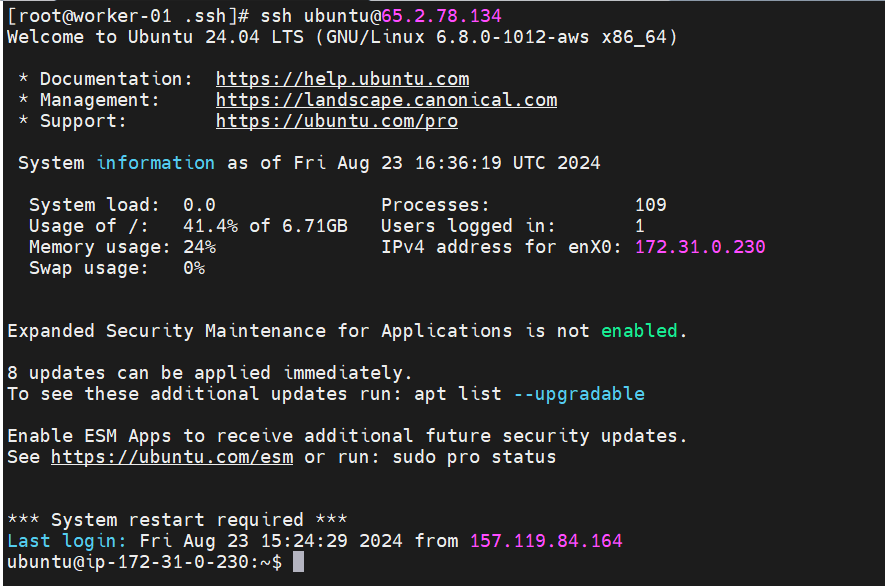 [root@worker-01 .ssh]# ssh ubuntu@65.2.78.134
Welcome to Ubuntu 24.04 LTS (GNU/Linux 6.8.0-1012-aws x86_64)
* Documentation: https://help.ubuntu.com
* Management: https://landscape.canonical.com
* Support: https://ubuntu.com/pro
System information as of Fri Aug 23 16:36:19 UTC 2024
System load: 0.0 Processes: 109
Usage of /: 41.4% of 6.71GB Users logged in: 1
Memory usage: 24% IPv4 address for enX0: 172.31.0.230
Swap usage: 0%
Expanded Security Maintenance for Applications is not enabled.
8 updates can be applied immediately.
To see these additional updates run: apt list --upgradable
Enable ESM Apps to receive additional future security updates.
See https://ubuntu.com/esm or run: sudo pro status
*** System restart required ***
Last login: Fri Aug 23 15:24:29 2024 from 157.119.84.164
ubuntu@ip-172-31-0-230:~$